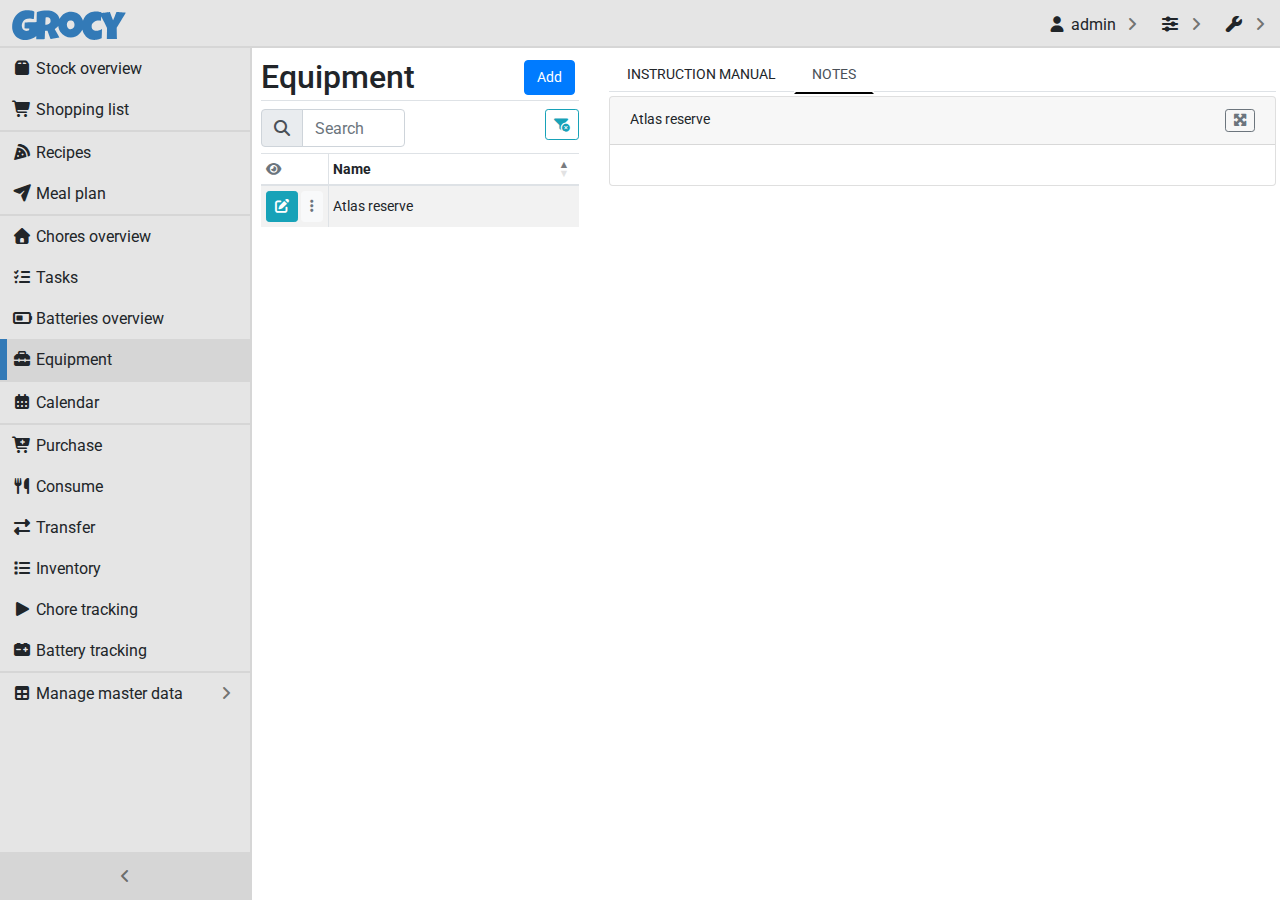 GROCY
admin
Stock overview
Shopping list
Recipes
Meal plan
Chores overview
Tasks
Batteries overview
Equipment
Calendar
Purchase
Consume
Transfer
Inventory
Chore tracking
Battery tracking
Manage master data
Equipment
Add
Search
Name
Atlas reserve
INSTRUCTION MANUAL
NOTES
Atlas reserve